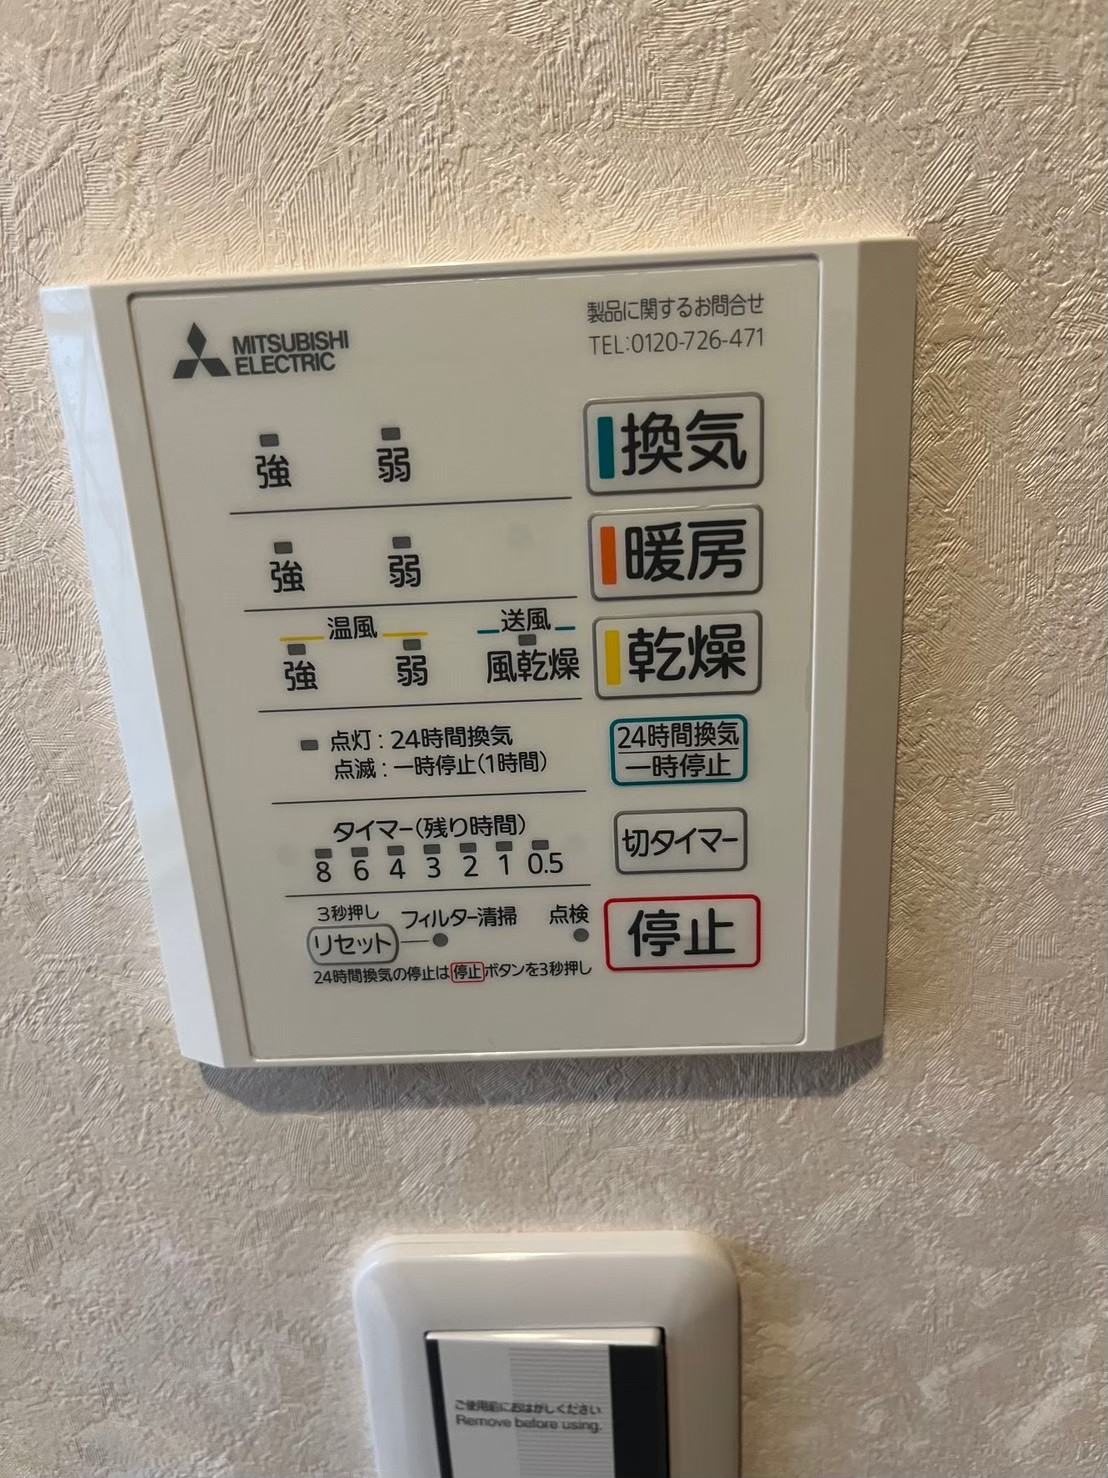 MITSUBISHI
ELECTRIC
製品に関するお問合せ
TEL:0120-726-471
強 弱 換気
強 弱 暖房
温風 送風
強 弱 風乾燥 乾燥
点灯:24時間換気
点滅:一時停止(1時間)
24時間換気
一時停止
タイマー(残り時間)
8 6 4 3 2 1 0.5
切タイマー
3秒押し
リセット フィルター清掃 点検
停止
24時間換気の停止は停止ボタンを3秒押し
ご使用前におはがしください
Remove before using.